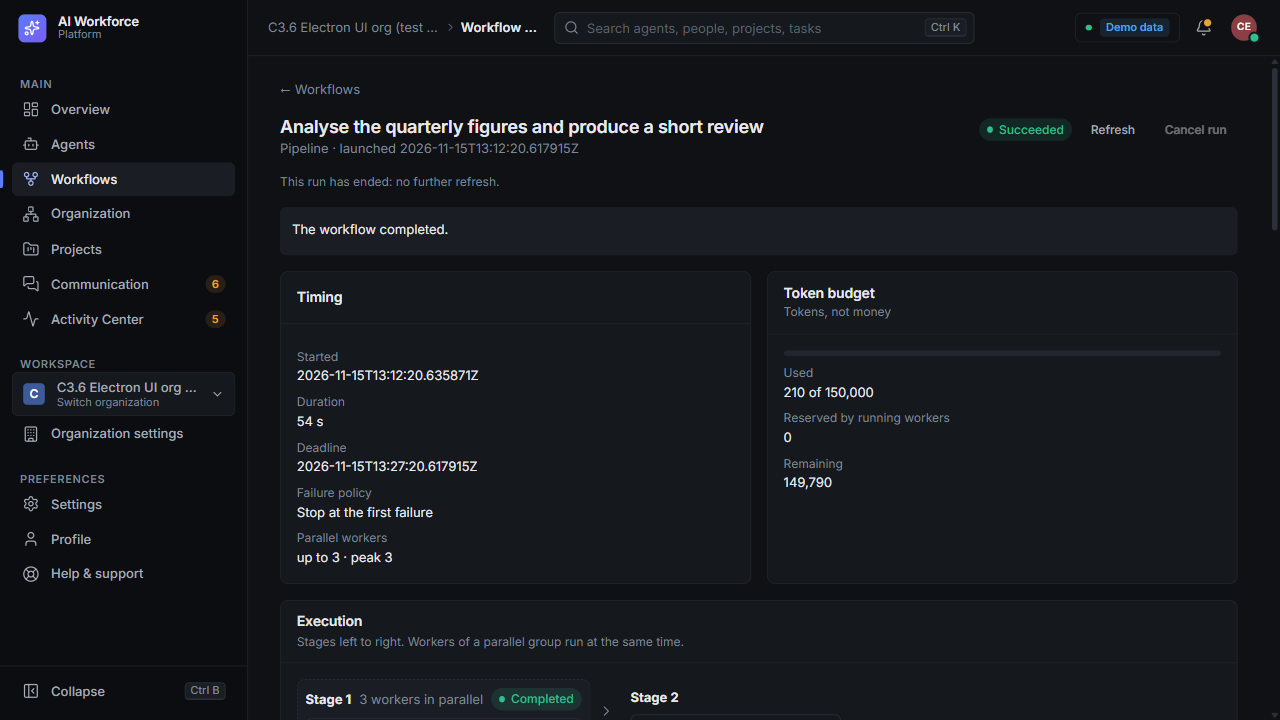 AI Workforce
Platform
C3.6 Electron UI org (test ... › Workflow ...
Search agents, people, projects, tasks
Ctrl K
Demo data
CE
MAIN
Overview
Agents
Workflows
Organization
Projects
Communication 6
Activity Center 5
WORKSPACE
C
C3.6 Electron UI org ...
Switch organization
Organization settings
PREFERENCES
Settings
Profile
Help & support
Collapse Ctrl B
← Workflows
Analyse the quarterly figures and produce a short review
Pipeline · launched 2026-11-15T13:12:20.617915Z
Succeeded
Refresh
Cancel run
This run has ended: no further refresh.
The workflow completed.
Timing
Started
2026-11-15T13:12:20.635871Z
Duration
54 s
Deadline
2026-11-15T13:27:20.617915Z
Failure policy
Stop at the first failure
Parallel workers
up to 3 · peak 3
Token budget
Tokens, not money
Used
210 of 150,000
Reserved by running workers
0
Remaining
149,790
Execution
Stages left to right. Workers of a parallel group run at the same time.
Stage 1 3 workers in parallel Completed
Stage 2